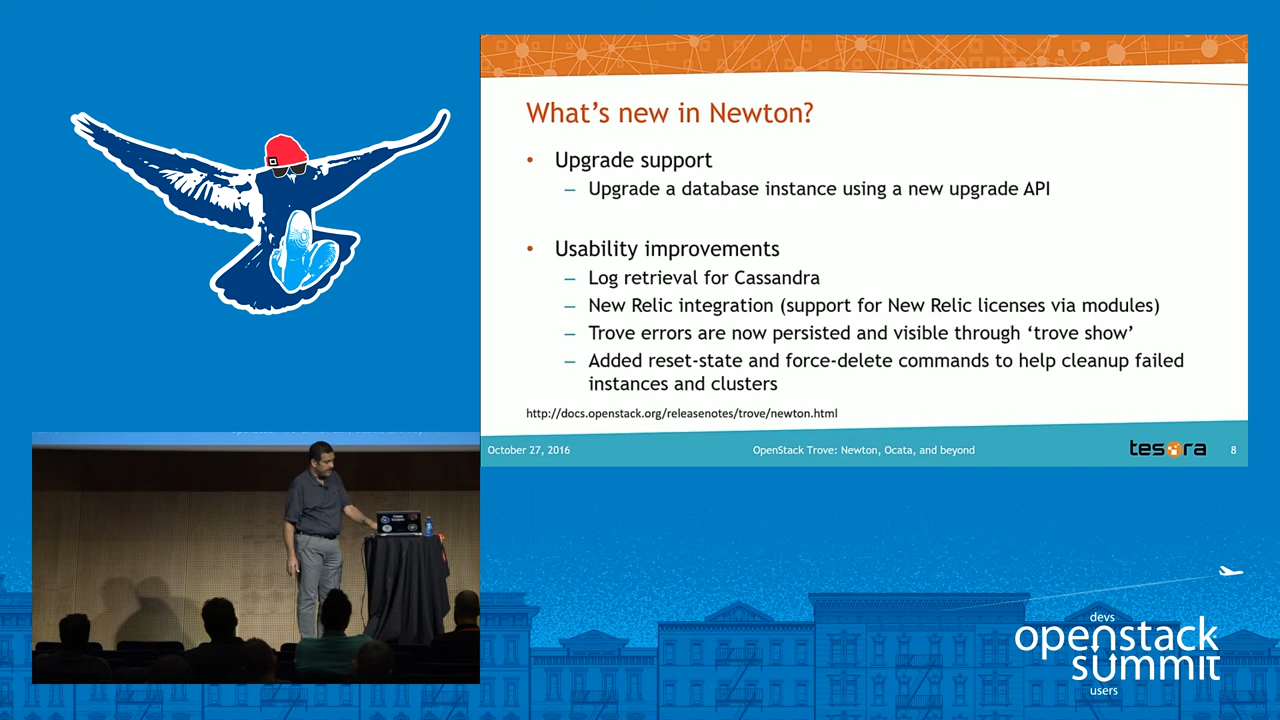 What's new in Newton?
• Upgrade support
– Upgrade a database instance using a new upgrade API
• Usability improvements
– Log retrieval for Cassandra
– New Relic integration (support for New Relic licenses via modules)
– Trove errors are now persisted and visible through ‘trove show’
– Added reset-state and force-delete commands to help cleanup failed
instances and clusters
http://docs.openstack.org/releasenotes/trove/newton.html
October 27, 2016
OpenStack Trove: Newton, Ocata, and beyond
tesora
8
devs
openstack
summit
users